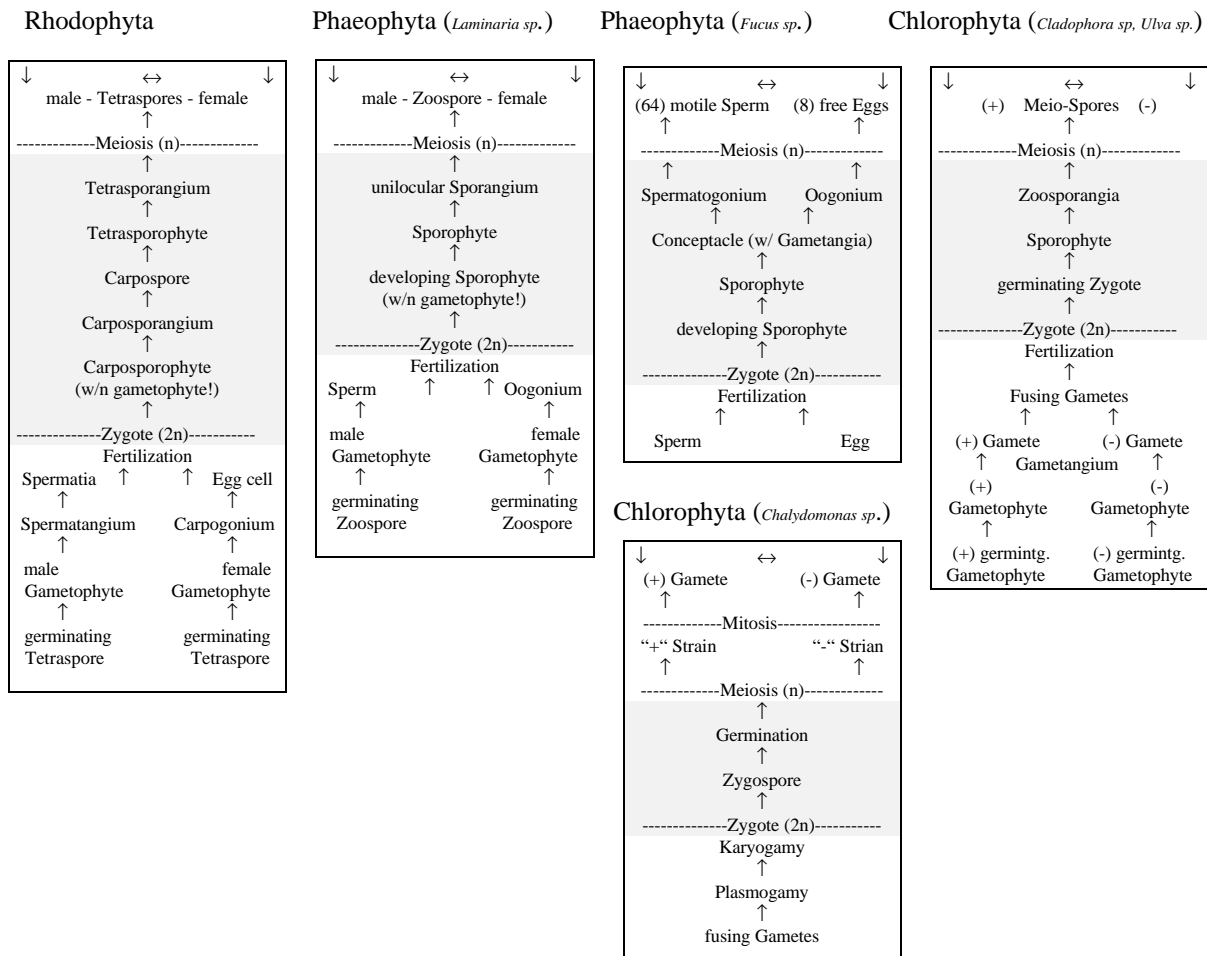 Rhodophyta
↓ ↔ ↓
male - Tetraspores - female
↑
-------------Meiosis (n)-------------
↑
Tetrasporangium
↑
Tetrasporophyte
↑
Carpospore
↑
Carposporangium
↑
Carposporophyte
(w/n gametophyte!)
↑
--------------Zygote (2n)-----------
Fertilization
Spermatia ↑ ↑ Egg cell
↑ ↑
Spermatangium Carpogonium
↑ ↑
male female
Gametophyte Gametophyte
↑ ↑
germinating germinating
Tetraspore Tetraspore
Phaeophyta (Laminaria sp.)
↓ ↔ ↓
male - Zoospore - female
↑
-------------Meiosis (n)-------------
↑
unilocular Sporangium
↑
Sporophyte
↑
developing Sporophyte
(w/n gametophyte!)
↑
--------------Zygote (2n)-----------
Fertilization
Sperm ↑ ↑ Oogonium
↑ ↑
male female
Gametophyte Gametophyte
↑ ↑
germinating germinating
Zoospore Zoospore
Phaeophyta (Fucus sp.)
↓ ↔ ↓
(64) motile Sperm (8) free Eggs
↑ ↑
-------------Meiosis (n)-------------
↑ ↑
Spermatogonium Oogonium
↑ ↑
Conceptacle (w/ Gametangia)
↑
Sporophyte
↑
developing Sporophyte
↑
--------------Zygote (2n)-----------
Fertilization
↑ ↑
Sperm Egg
Chlorophyta (Chalydomonas sp.)
↓ ↔ ↓
(+) Gamete (-) Gamete
↑ ↑
-------------Mitosis-----------------
“+“ Strain “-“ Strian
↑ ↑
-------------Meiosis (n)-------------
↑
Germination
↑
Zygospore
↑
--------------Zygote (2n)-----------
Karyogamy
↑
Plasmogamy
↑
fusing Gametes
Chlorophyta (Cladophora sp, Ulva sp.)
↓ ↔ ↓
(+) Meio-Spores (-)
↑
-------------Meiosis (n)-------------
↑
Zoosporangia
↑
Sporophyte
↑
germinating Zygote
↑
--------------Zygote (2n)-----------
Fertilization
↑
Fusing Gametes
↑ ↑
(+) Gamete (-) Gamete
↑ Gametangium ↑
(+) (-)
Gametophyte Gametophyte
↑ ↑
(+) germintg. (-) germintg.
Gametophyte Gametophyte